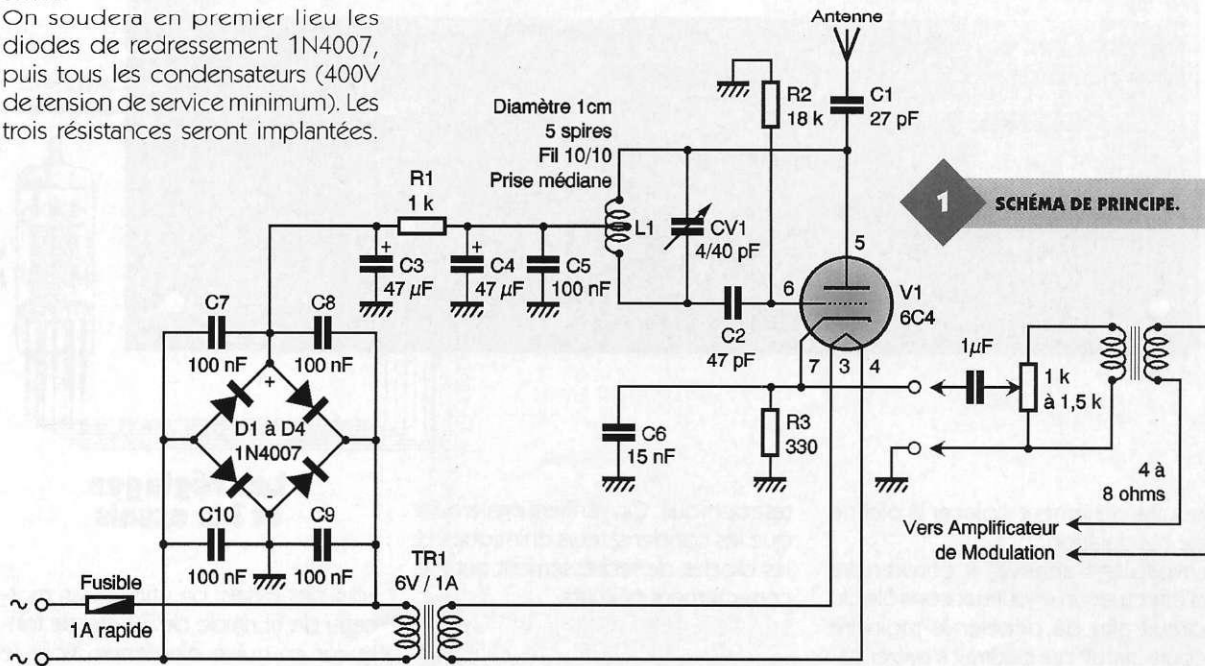 On soudera en premier lieu les
diodes de redressement 1N4007,
puis tous les condensateurs (400V
de tension de service minimum). Les
trois résistances seront implantées.
Antenne
C1
27 pF
R2
18 k
Diamètre 1cm
5 spires
Fil 10/10
Prise médiane
1 SCHÉMA DE PRINCIPE.
R1
1 k
L1
CV1
4/40 pF
+
C3
47 µF
+
C4
47 µF
C5
100 nF
5
6
V1
6C4
C2
47 pF
7
3
4
C7
100 nF
C8
100 nF
+
D1 à D4
1N4007
1µF
1 k
à 1,5 k
C6
15 nF
R3
330
4 à
8 ohms
C10
100 nF
C9
100 nF
Vers Amplificateur
de Modulation
Fusible
1A rapide
TR1
6V / 1A
~
~